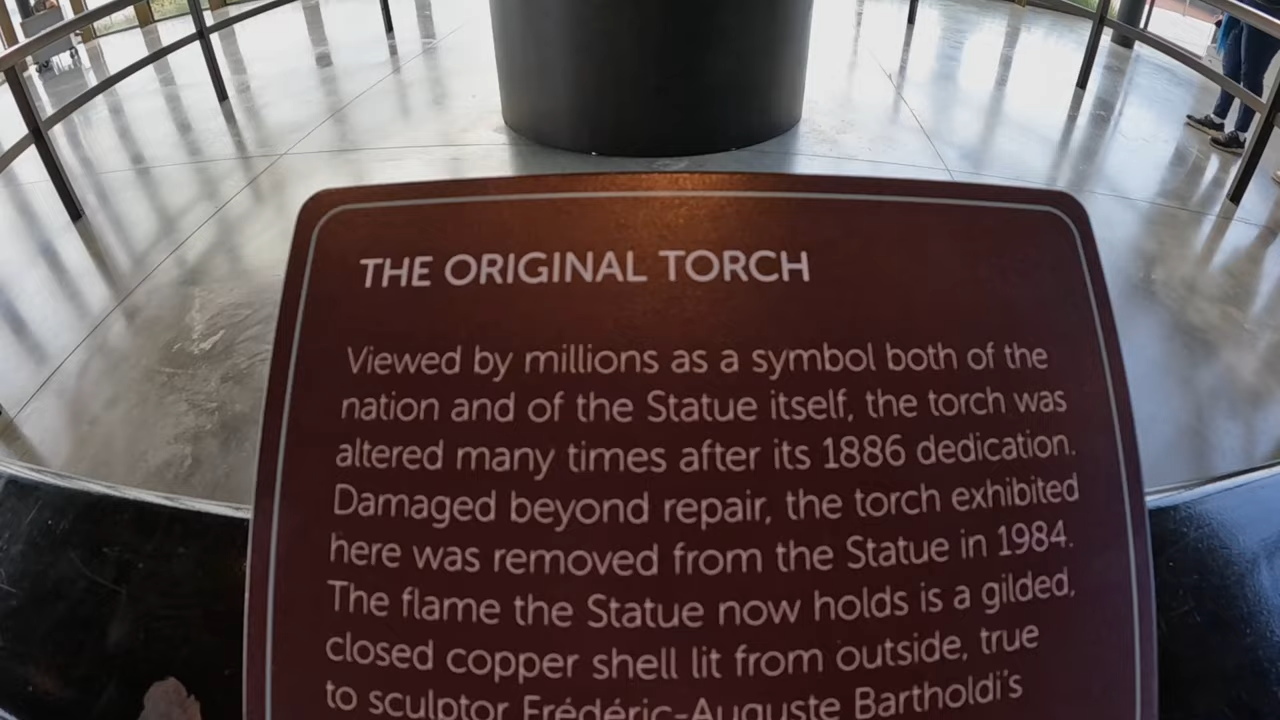 THE ORIGINAL TORCH
Viewed by millions as a symbol both of the
nation and of the Statue itself, the torch was
altered many times after its 1886 dedication.
Damaged beyond repair, the torch exhibited
here was removed from the Statue in 1984.
The flame the Statue now holds is a gilded,
closed copper shell lit from outside, true
to sculptor Frédéric-Auguste Bartholdi's